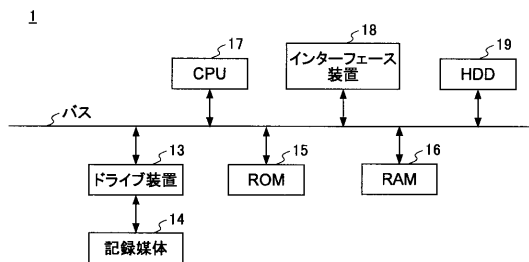 1
17
CPU
18
インターフェース
装置
19
HDD
バス
13
ドライブ装置
15
ROM
16
RAM
14
記録媒体